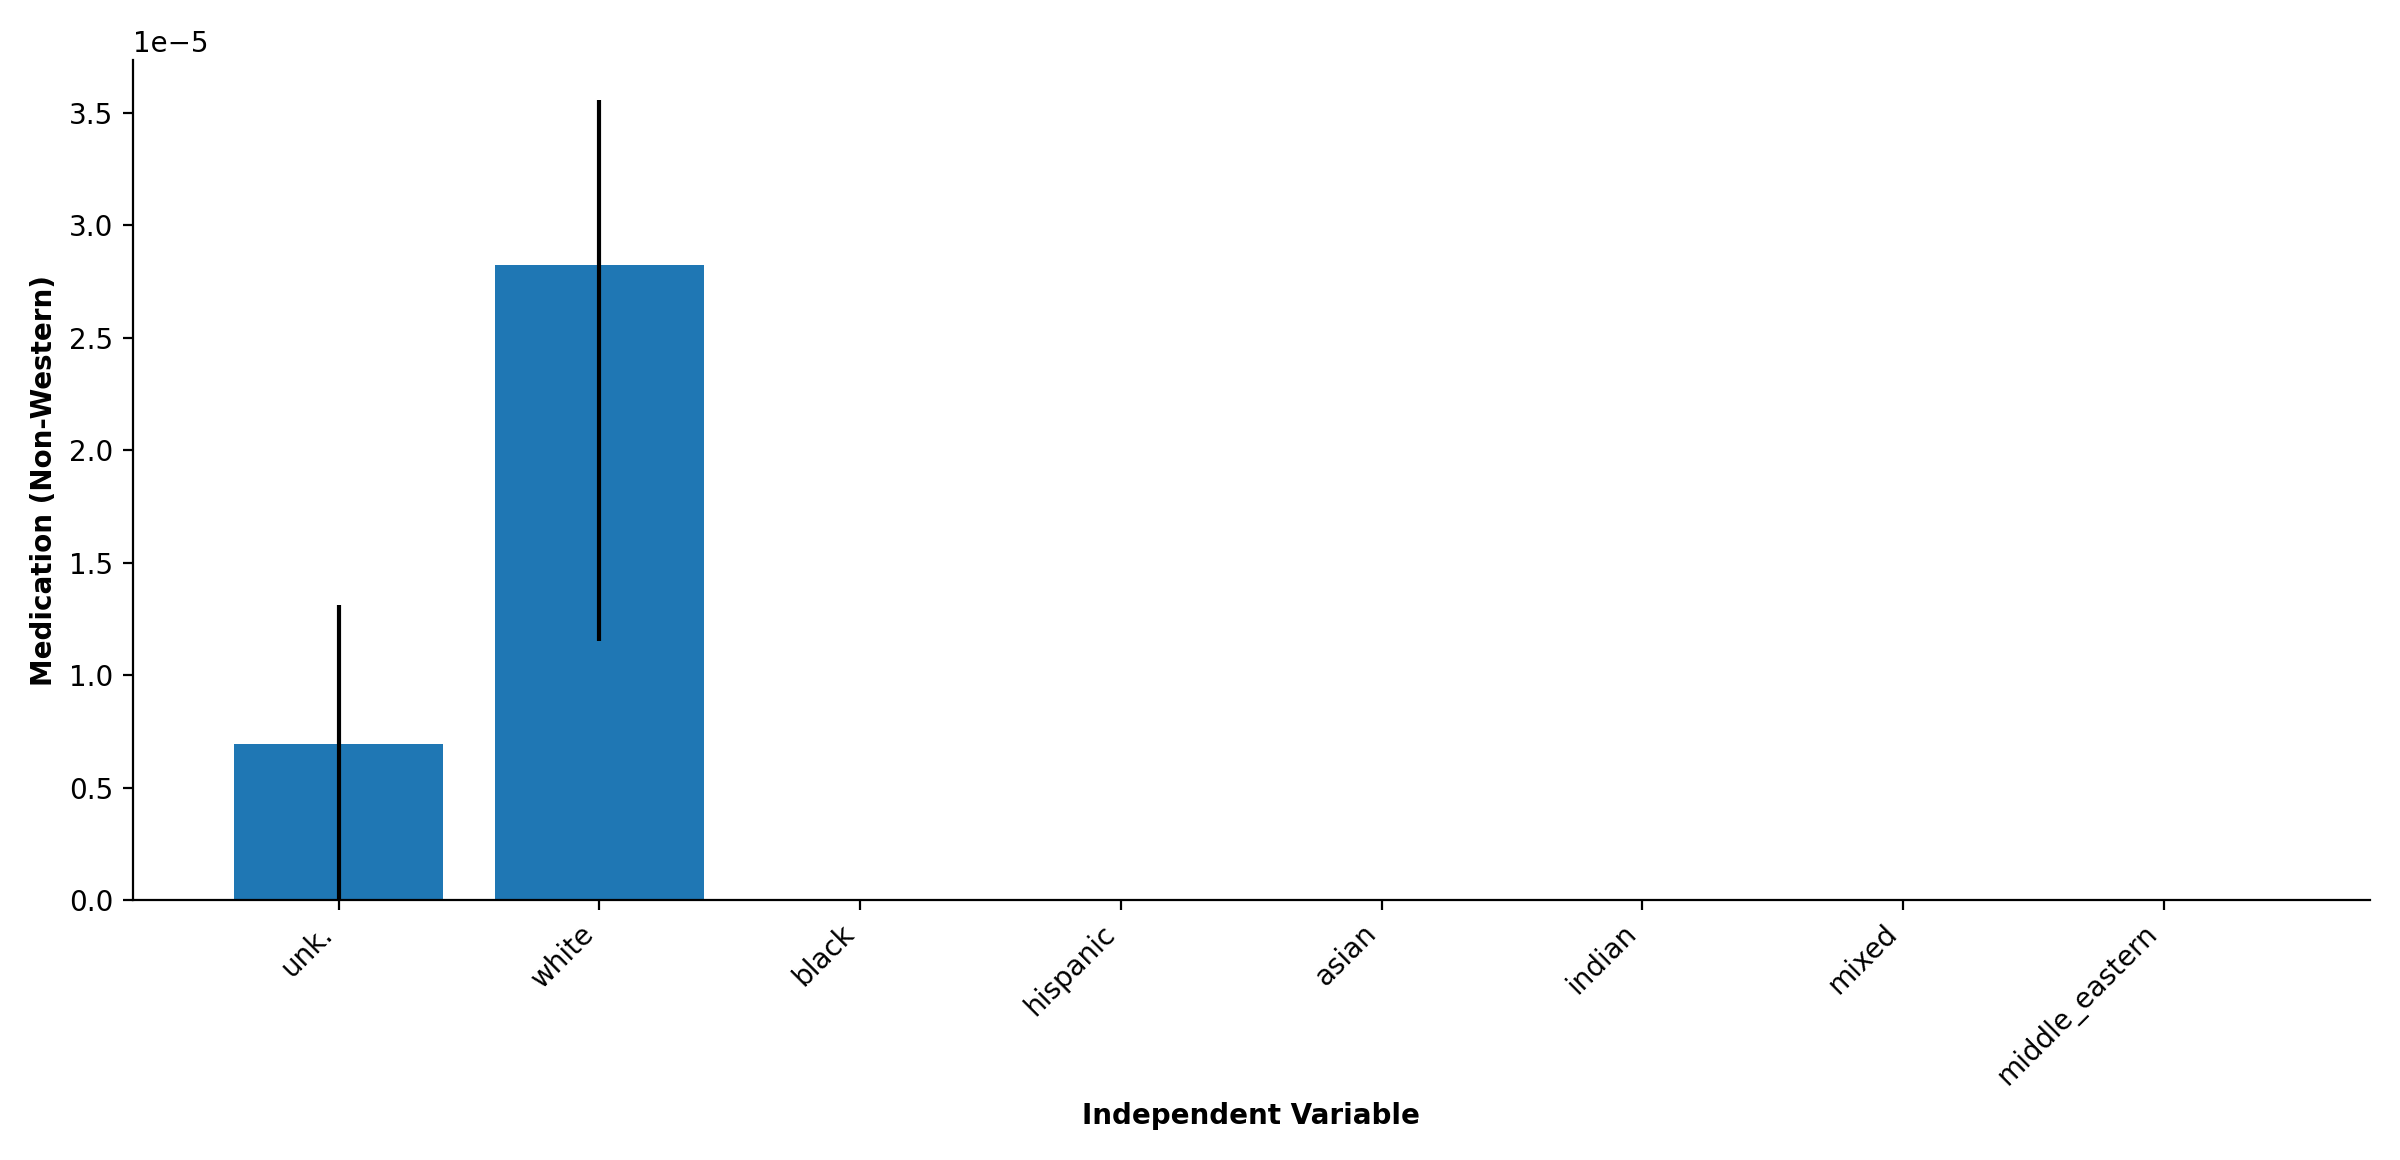 1e−5
3.5
3.0
2.5
2.0
1.5
1.0
0.5
0.0
Medication (Non-Western)
unk.
white
black
hispanic
asian
indian
mixed
middle_eastern
Independent Variable